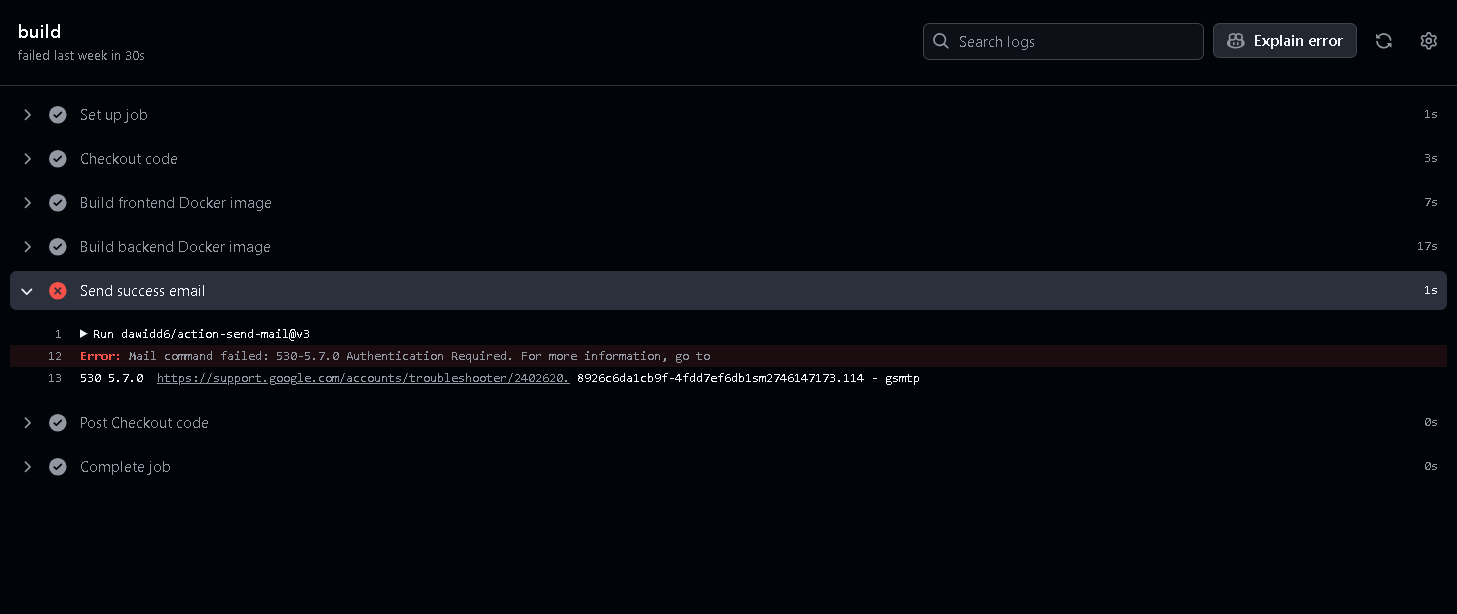 build
failed last week in 30s
Search logs
Explain error
Set up job 1s
Checkout code 3s
Build frontend Docker image 7s
Build backend Docker image 17s
Send success email 1s
1 Run dawidd6/action-send-mail@v3
12 Error: Mail command failed: 530-5.7.0 Authentication Required. For more information, go to
13 530 5.7.0 https://support.google.com/accounts/troubleshooter/2402620. 8926c6da1cb9f-4fdd7ef6db1sm2746147173.114 - gsmtp
Post Checkout code 0s
Complete job 0s